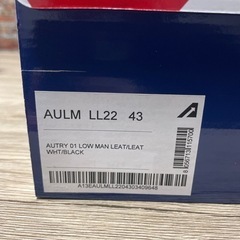 AULM LL22 43
AUTRY 01 LOW MAN LEAT/LEAT
WHT/BLACK
A13EAULMLL2204303409648